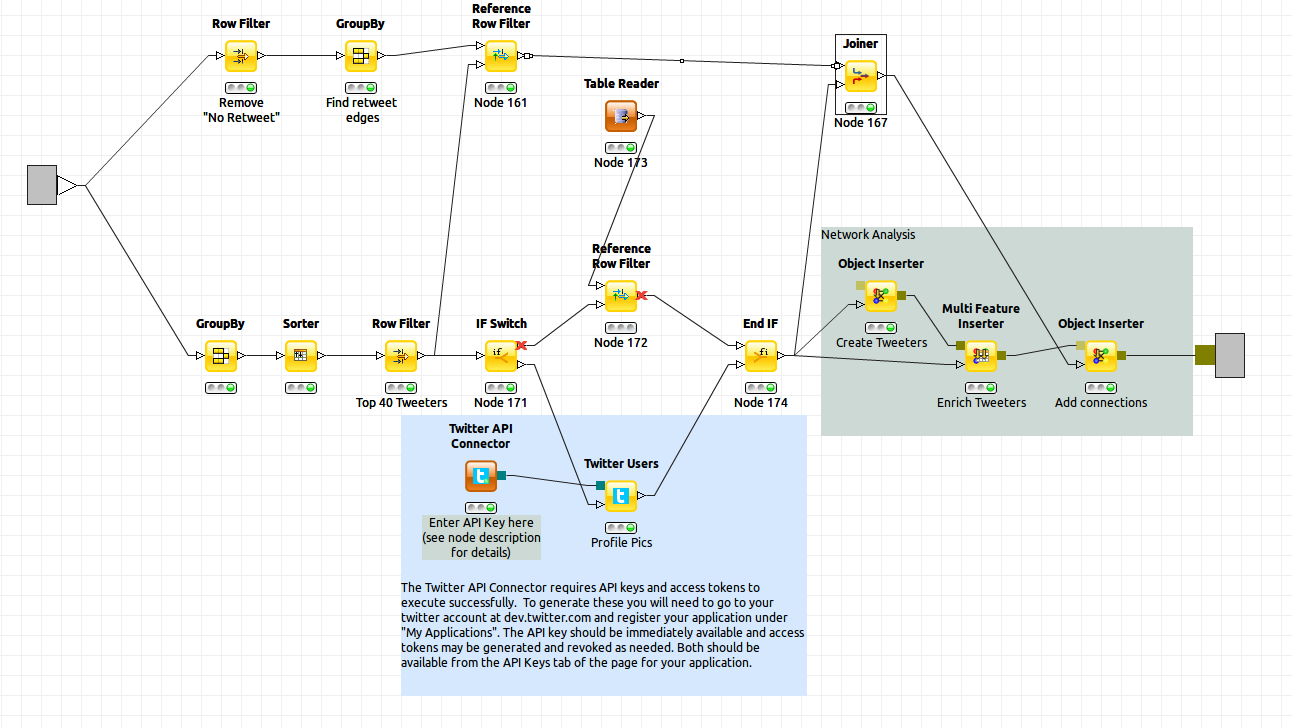 Row Filter
Remove
"No Retweet"
GroupBy
Find retweet
edges
Reference
Row Filter
Node 161
Table Reader
Node 173
Joiner
Node 167
Reference
Row Filter
Node 172
GroupBy
Sorter
Row Filter
Top 40 Tweeters
IF Switch
if
Node 171
End IF
fi
Node 174
Network Analysis
Object Inserter
Create Tweeters
Multi Feature
Inserter
Enrich Tweeters
Object Inserter
Add connections
Twitter API
Connector
t
Enter API Key here
(see node description
for details)
Twitter Users
t
Profile Pics
The Twitter API Connector requires API keys and access tokens to
execute successfully.  To generate these you will need to go to your
twitter account at dev.twitter.com and register your application under
"My Applications". The API key should be immediately available and access
tokens may be generated and revoked as needed. Both should be
available from the API Keys tab of the page for your application.